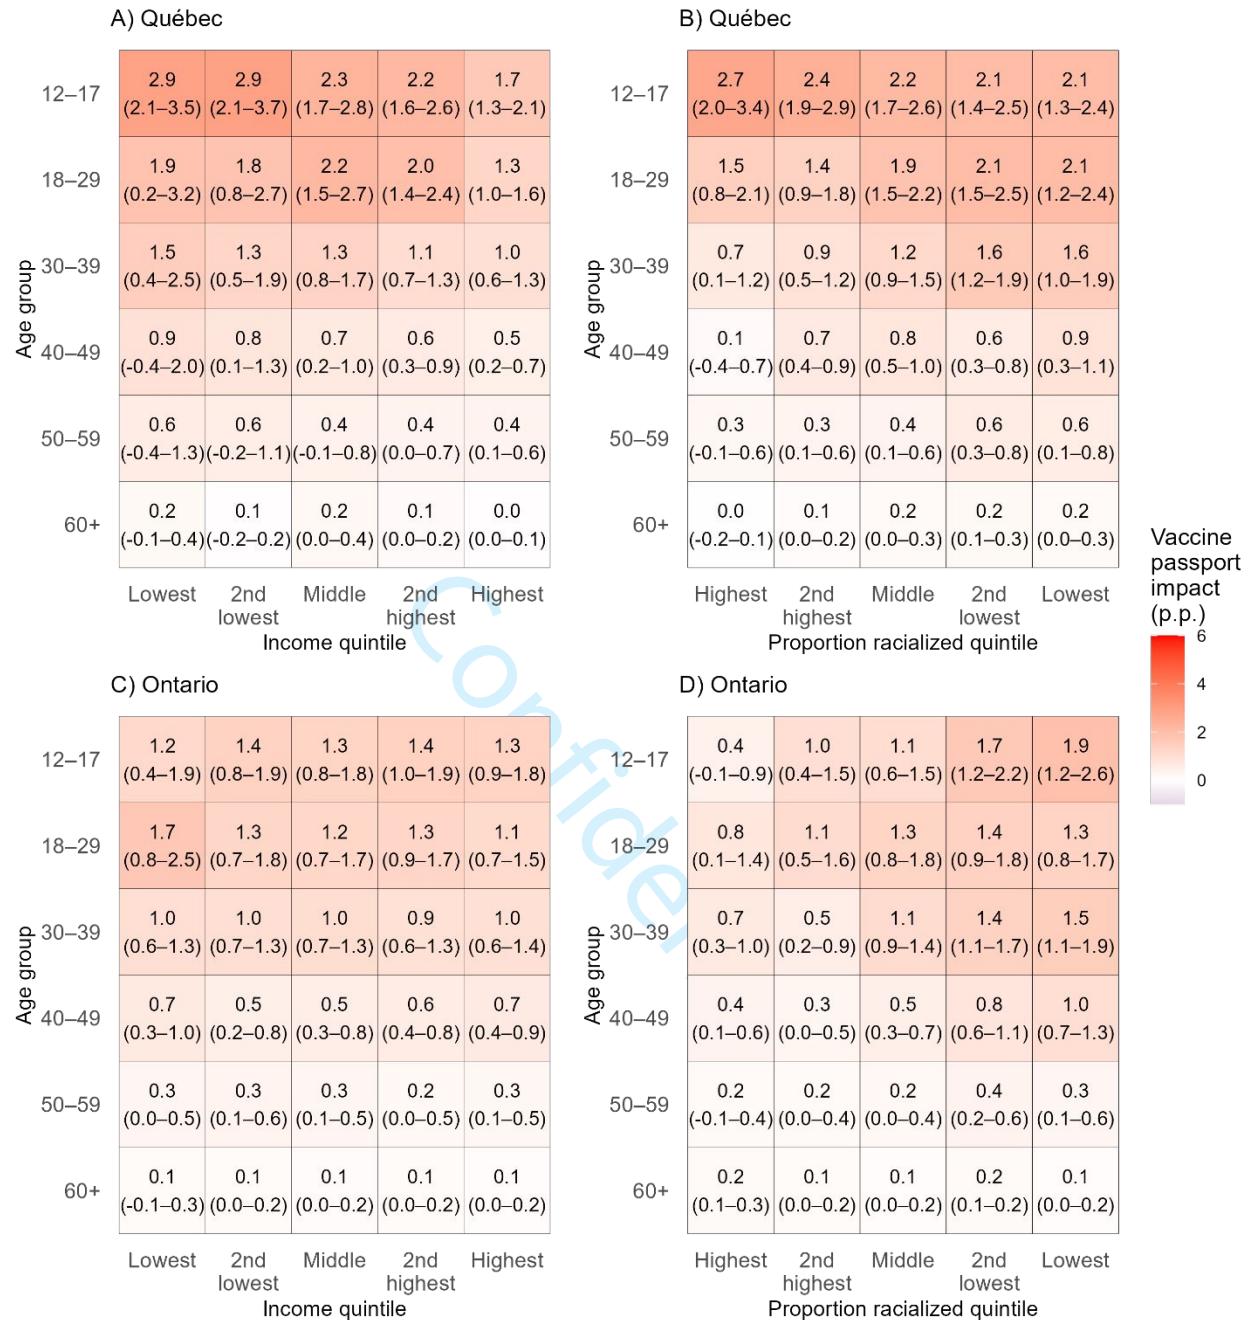 A) Québec
12–17
2.9 2.9 2.3 2.2 1.7
(2.1–3.5) (2.1–3.7) (1.7–2.8) (1.6–2.6) (1.3–2.1)
18–29
1.9 1.8 2.2 2.0 1.3
(0.2–3.2) (0.8–2.7) (1.5–2.7) (1.4–2.4) (1.0–1.6)
30–39
1.5 1.3 1.3 1.1 1.0
(0.4–2.5) (0.5–1.9) (0.8–1.7) (0.7–1.3) (0.6–1.3)
40–49
0.9 0.8 0.7 0.6 0.5
(-0.4–2.0) (0.1–1.3) (0.2–1.0) (0.3–0.9) (0.2–0.7)
50–59
0.6 0.6 0.4 0.4 0.4
(-0.4–1.3) (-0.2–1.1) (-0.1–0.8) (0.0–0.7) (0.1–0.6)
60+
0.2 0.1 0.2 0.1 0.0
(-0.1–0.4) (-0.2–0.2) (0.0–0.4) (0.0–0.2) (0.0–0.1)
Age group
Lowest 2nd lowest Middle 2nd highest Highest
Income quintile
B) Québec
12–17
2.7 2.4 2.2 2.1 2.1
(2.0–3.4) (1.9–2.9) (1.7–2.6) (1.4–2.5) (1.3–2.4)
18–29
1.5 1.4 1.9 2.1 2.1
(0.8–2.1) (0.9–1.8) (1.5–2.2) (1.5–2.5) (1.2–2.4)
30–39
0.7 0.9 1.2 1.6 1.6
(0.1–1.2) (0.5–1.2) (0.9–1.5) (1.2–1.9) (1.0–1.9)
40–49
0.1 0.7 0.8 0.6 0.9
(-0.4–0.7) (0.4–0.9) (0.5–1.0) (0.3–0.8) (0.3–1.1)
50–59
0.3 0.3 0.4 0.6 0.6
(-0.1–0.6) (0.1–0.6) (0.1–0.6) (0.3–0.8) (0.1–0.8)
60+
0.0 0.1 0.2 0.2 0.2
(-0.2–0.1) (0.0–0.2) (0.0–0.3) (0.1–0.3) (0.0–0.3)
Age group
Highest 2nd highest Middle 2nd lowest Lowest
Proportion racialized quintile
Vaccine
passport
impact
(p.p.)
6
4
2
0
C) Ontario
12–17
1.2 1.4 1.3 1.4 1.3
(0.4–1.9) (0.8–1.9) (0.8–1.8) (1.0–1.9) (0.9–1.8)
18–29
1.7 1.3 1.2 1.3 1.1
(0.8–2.5) (0.7–1.8) (0.7–1.7) (0.9–1.7) (0.7–1.5)
30–39
1.0 1.0 1.0 0.9 1.0
(0.6–1.3) (0.7–1.3) (0.7–1.3) (0.6–1.3) (0.6–1.4)
40–49
0.7 0.5 0.5 0.6 0.7
(0.3–1.0) (0.2–0.8) (0.3–0.8) (0.4–0.8) (0.4–0.9)
50–59
0.3 0.3 0.3 0.2 0.3
(0.0–0.5) (0.1–0.6) (0.1–0.5) (0.0–0.5) (0.1–0.5)
60+
0.1 0.1 0.1 0.1 0.1
(-0.1–0.3) (0.0–0.2) (0.0–0.2) (0.0–0.2) (0.0–0.2)
Age group
Lowest 2nd lowest Middle 2nd highest Highest
Income quintile
D) Ontario
12–17
0.4 1.0 1.1 1.7 1.9
(-0.1–0.9) (0.4–1.5) (0.6–1.5) (1.2–2.2) (1.2–2.6)
18–29
0.8 1.1 1.3 1.4 1.3
(0.1–1.4) (0.5–1.6) (0.8–1.8) (0.9–1.8) (0.8–1.7)
30–39
0.7 0.5 1.1 1.4 1.5
(0.3–1.0) (0.2–0.9) (0.9–1.4) (1.1–1.7) (1.1–1.9)
40–49
0.4 0.3 0.5 0.8 1.0
(0.1–0.6) (0.0–0.5) (0.3–0.7) (0.6–1.1) (0.7–1.3)
50–59
0.2 0.2 0.2 0.4 0.3
(-0.1–0.4) (0.0–0.4) (0.0–0.4) (0.2–0.6) (0.1–0.6)
60+
0.2 0.1 0.1 0.2 0.1
(0.1–0.3) (0.0–0.2) (0.0–0.2) (0.1–0.2) (0.0–0.2)
Age group
Highest 2nd highest Middle 2nd lowest Lowest
Proportion racialized quintile
Confider